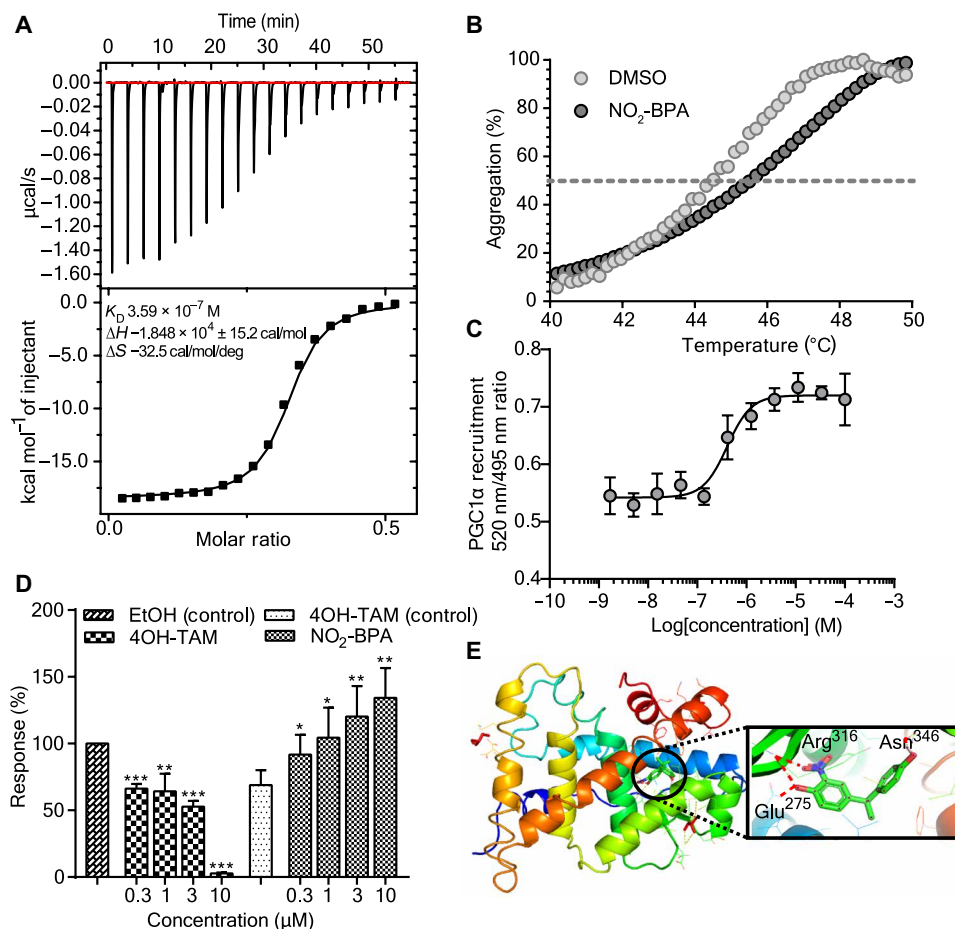 A
Time (min)
0 10 20 30 40 50
0.00
−0.02
−0.04
−0.06
−0.08
−1.00
−1.20
−1.40
−1.60
µcal/s
K_D 3.59 × 10⁻⁷ M
ΔH −1.848 × 10⁴ ± 15.2 cal/mol
ΔS −32.5 cal/mol/deg
0.0
−5.0
−10.0
−15.0
kcal mol⁻¹ of injectant
0.0 0.5
Molar ratio
B
DMSO
NO₂-BPA
100
80
60
40
20
0
Aggregation (%)
40 42 44 46 48 50
Temperature (°C)
C
0.8
0.7
0.6
0.5
0.4
PGC1α recruitment
520 nm/495 nm ratio
−10 −9 −8 −7 −6 −5 −4 −3
Log[concentration] (M)
D
EtOH (control)
4OH-TAM
4OH-TAM (control)
NO₂-BPA
200
150
100
50
0
Response (%)
***
**
***
***
*
*
**
**
0.3 1 3 10 0.3 1 3 10
Concentration (µM)
E
Arg³¹⁶
Asn³⁴⁶
Glu²⁷⁵